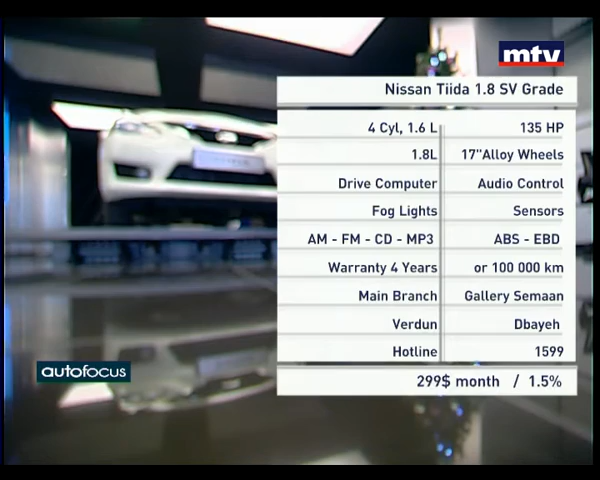 mtv
Nissan Tiida 1.8 SV Grade
4 Cyl, 1.6 L 135 HP
1.8L 17"Alloy Wheels
Drive Computer Audio Control
Fog Lights Sensors
AM - FM - CD - MP3 ABS - EBD
Warranty 4 Years or 100 000 km
Main Branch Gallery Semaan
Verdun Dbayeh
Hotline 1599
299$ month / 1.5%
autofocus